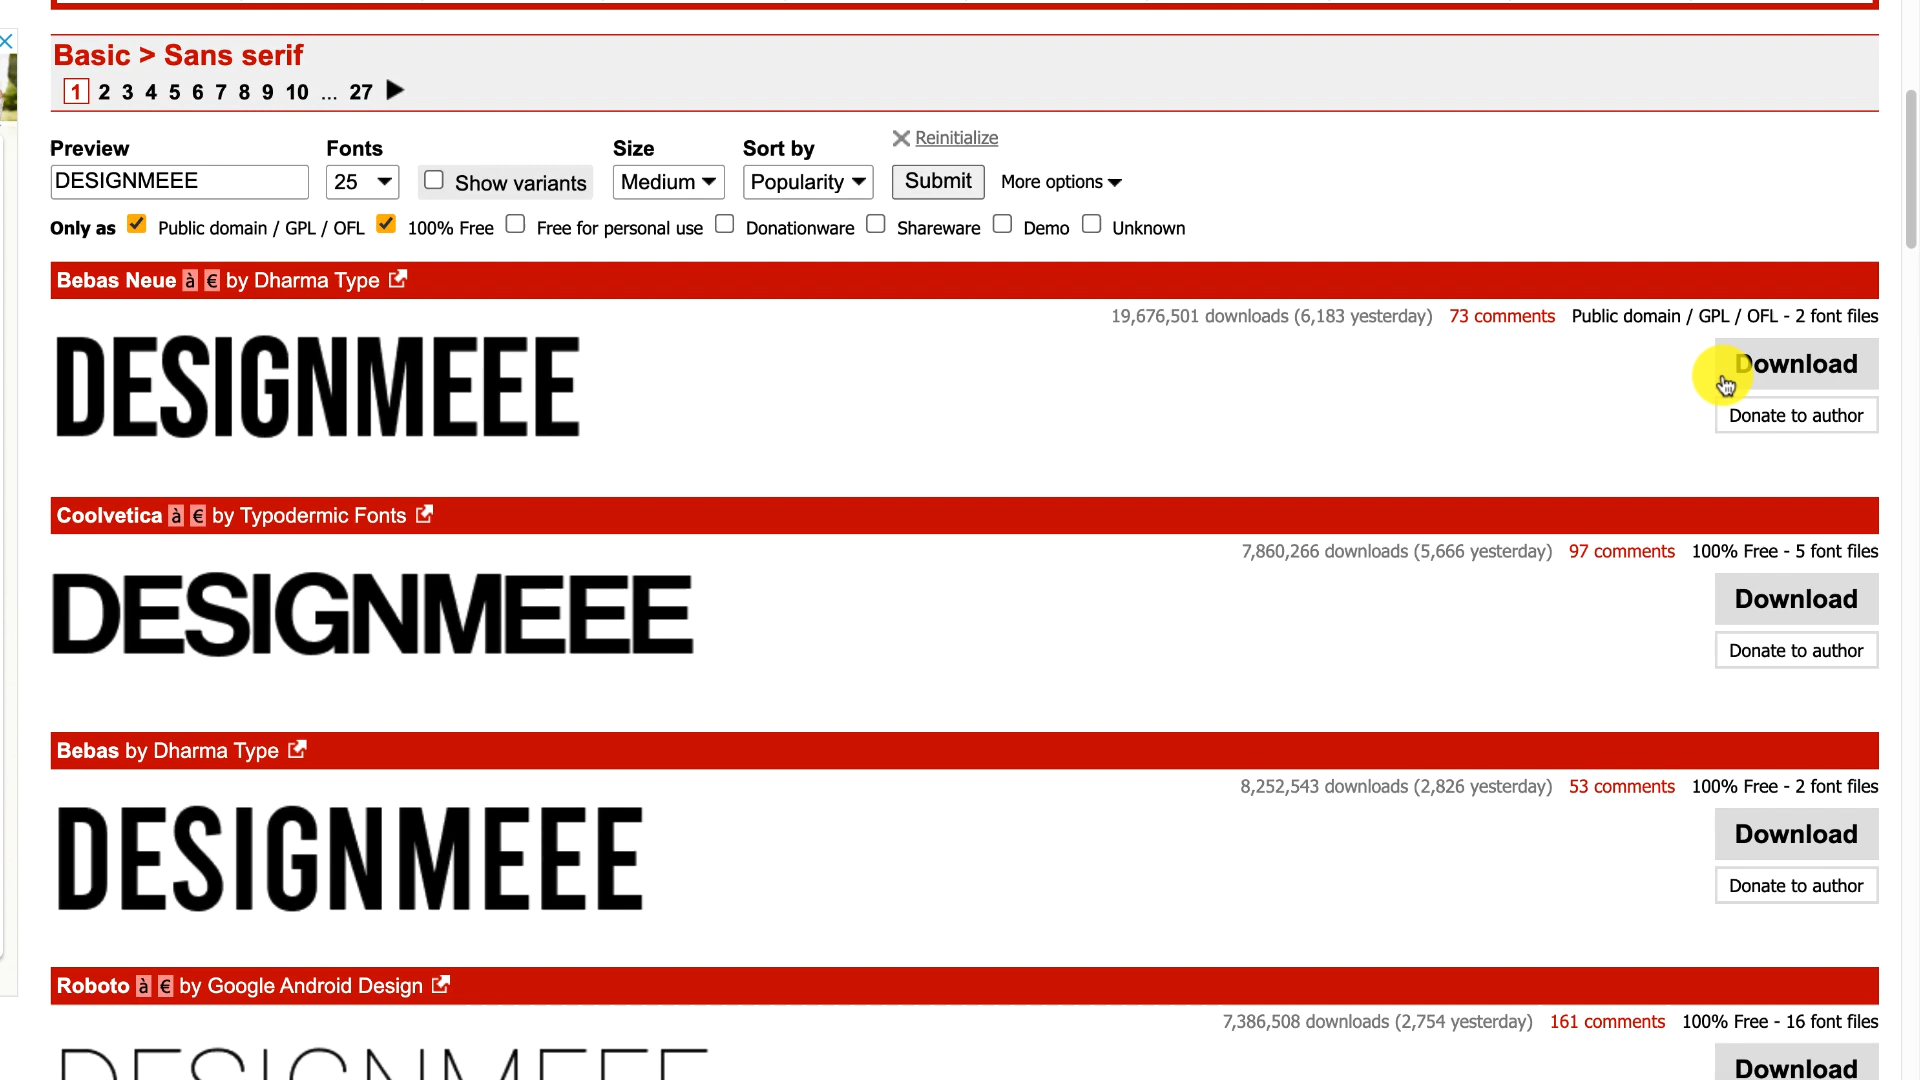 Basic > Sans serif
1 2 3 4 5 6 7 8 9 10 ... 27
Reinitialize
Preview Fonts Size Sort by
DESIGNMEEE 25 Show variants Medium Popularity Submit More options
Only as Public domain / GPL / OFL 100% Free Free for personal use Donationware Shareware Demo Unknown
Bebas Neue à € by Dharma Type
19,676,501 downloads (6,183 yesterday) 73 comments Public domain / GPL / OFL - 2 font files
DESIGNMEEE
Download
Donate to author
Coolvetica à € by Typodermic Fonts
7,860,266 downloads (5,666 yesterday) 97 comments 100% Free - 5 font files
DESIGNMEEE
Download
Donate to author
Bebas by Dharma Type
8,252,543 downloads (2,826 yesterday) 53 comments 100% Free - 2 font files
DESIGNMEEE
Download
Donate to author
Roboto à € by Google Android Design
7,386,508 downloads (2,754 yesterday) 161 comments 100% Free - 16 font files
DESIGNMEEE
Download